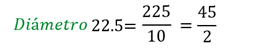 Diámetro 22.5= 225/10 = 45/2